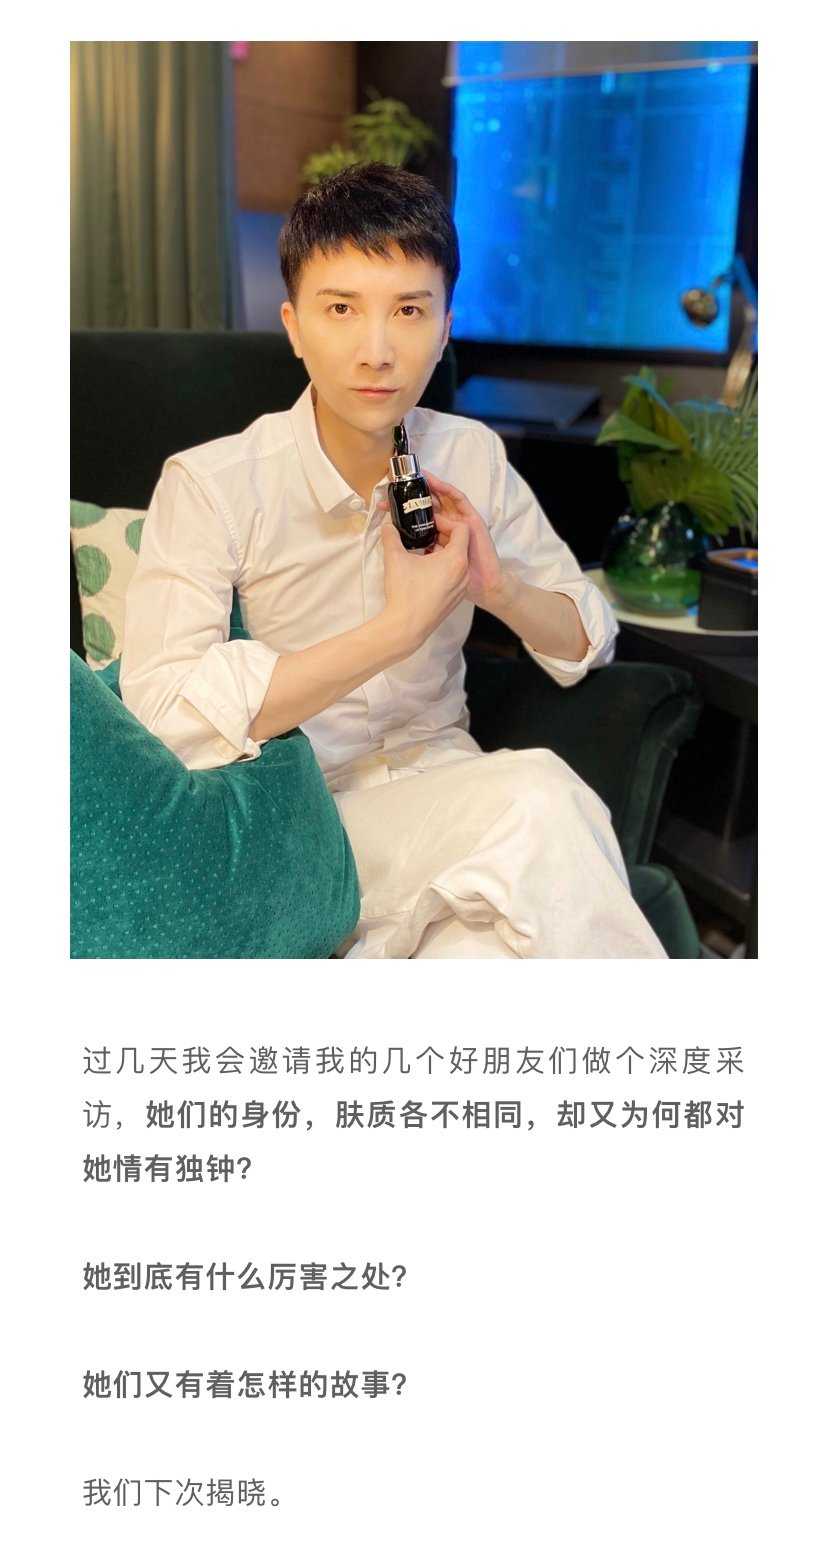 过几天我会邀请我的几个好朋友们做个深度采
访，她们的身份，肤质各不相同，却又为何都对
她情有独钟？
她到底有什么厉害之处？
她们又有着怎样的故事？
我们下次揭晓。